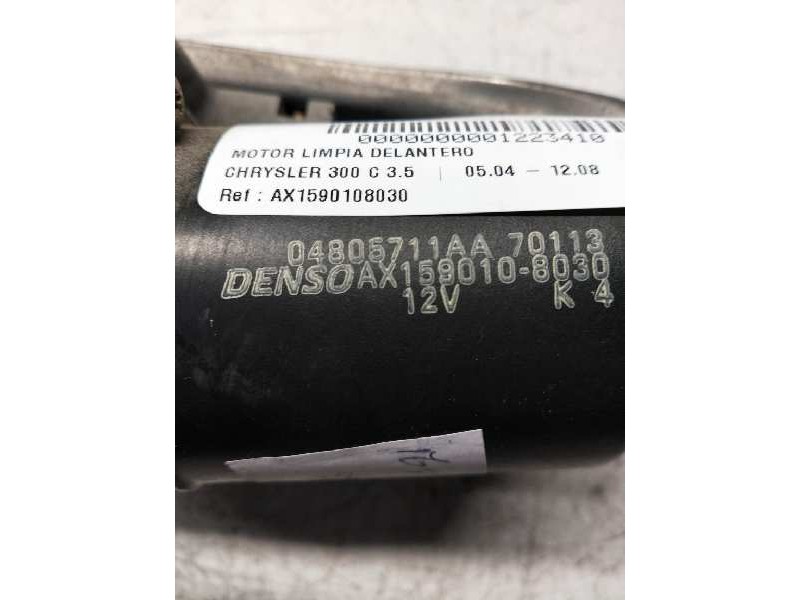 0000000001223410
MOTOR LIMPIA DELANTERO
CHRYSLER 300 C 3.5 | 05.04 - 12.08
Ref : AX1590108030
04805711AA 70113
DENSO AX159010-8030
12V K 4